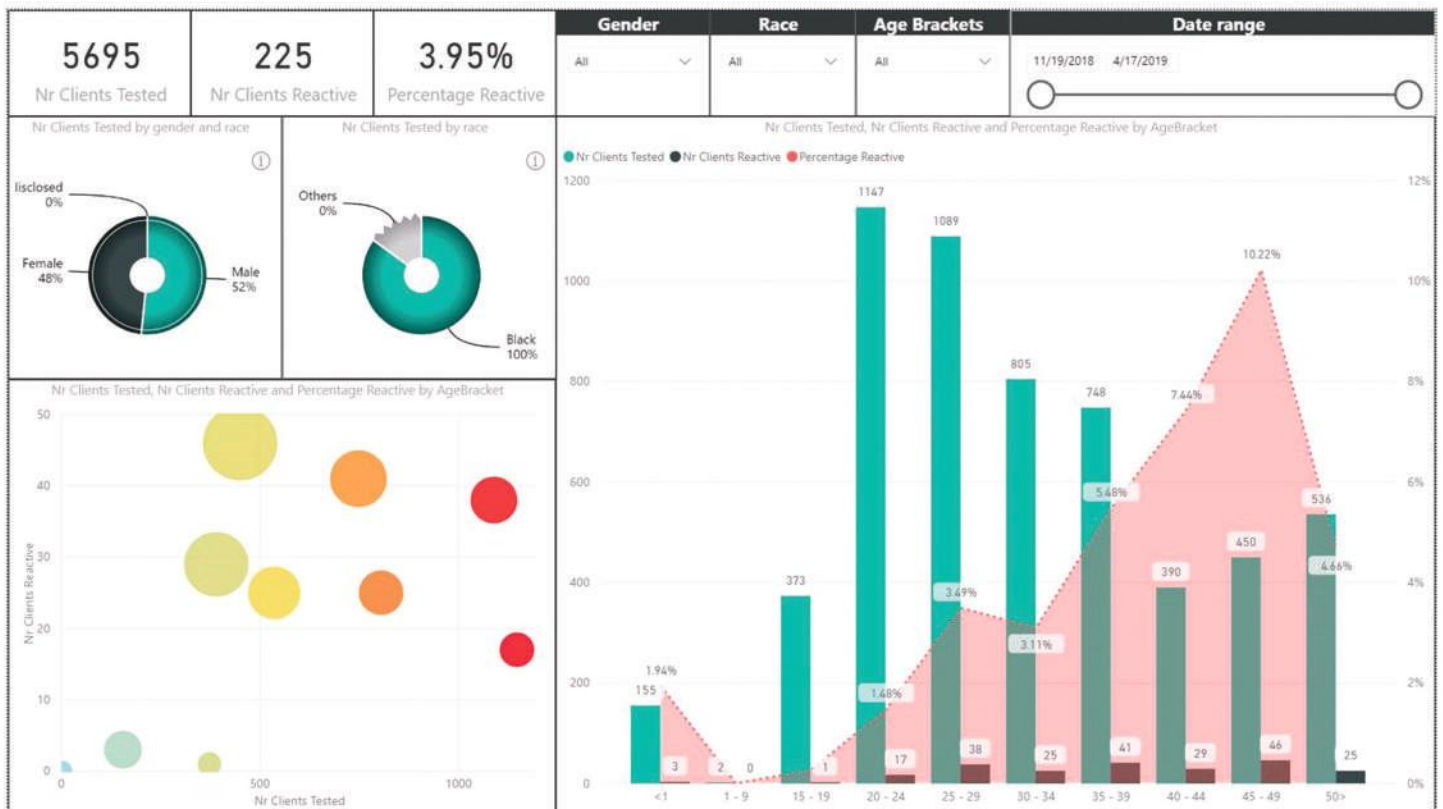 5695
Nr Clients Tested
225
Nr Clients Reactive
3.95%
Percentage Reactive
Gender
All
Race
All
Age Brackets
All
Date range
11/19/2018 4/17/2019
Nr Clients Tested by gender and race
lisclosed
0%
Female
48%
Male
52%
Nr Clients Tested by race
Others
0%
Black
100%
Nr Clients Tested, Nr Clients Reactive and Percentage Reactive by AgeBracket
50
40
30
20
10
0
Nr Clients Reactive
0 500 1000
Nr Clients Tested
Nr Clients Tested, Nr Clients Reactive and Percentage Reactive by AgeBracket
Nr Clients Tested Nr Clients Reactive Percentage Reactive
1200 12%
1000 10%
800 8%
600 6%
400 4%
200 2%
0 0%
155 2 373 1147 1089 805 748 390 450 536
3 0 1 17 38 25 41 29 46 25
1.94% 1.48% 3.49% 3.11% 5.48% 7.44% 10.22% 4.66%
<1 1 - 9 15 - 19 20 - 24 25 - 29 30 - 34 35 - 39 40 - 44 45 - 49 50>